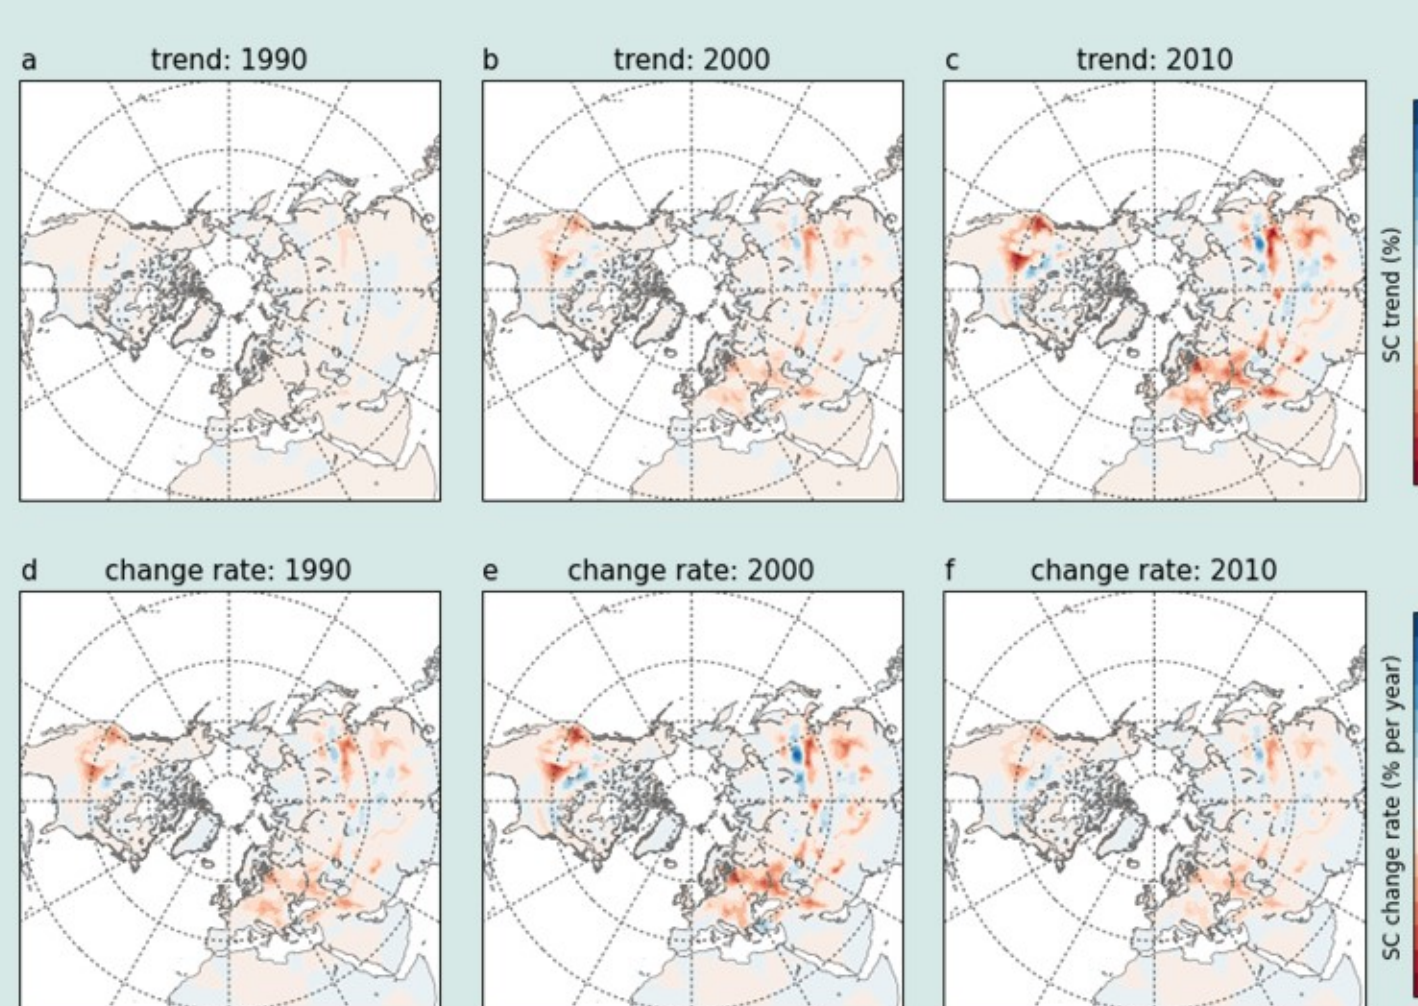 a trend: 1990
b trend: 2000
c trend: 2010
SC trend (%)
d change rate: 1990
e change rate: 2000
f change rate: 2010
SC change rate (% per year)